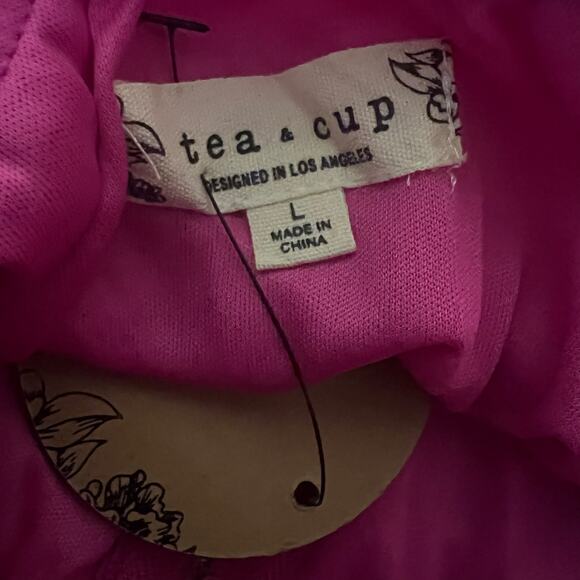 tea & cup
DESIGNED IN LOS ANGELES
L
MADE IN
CHINA